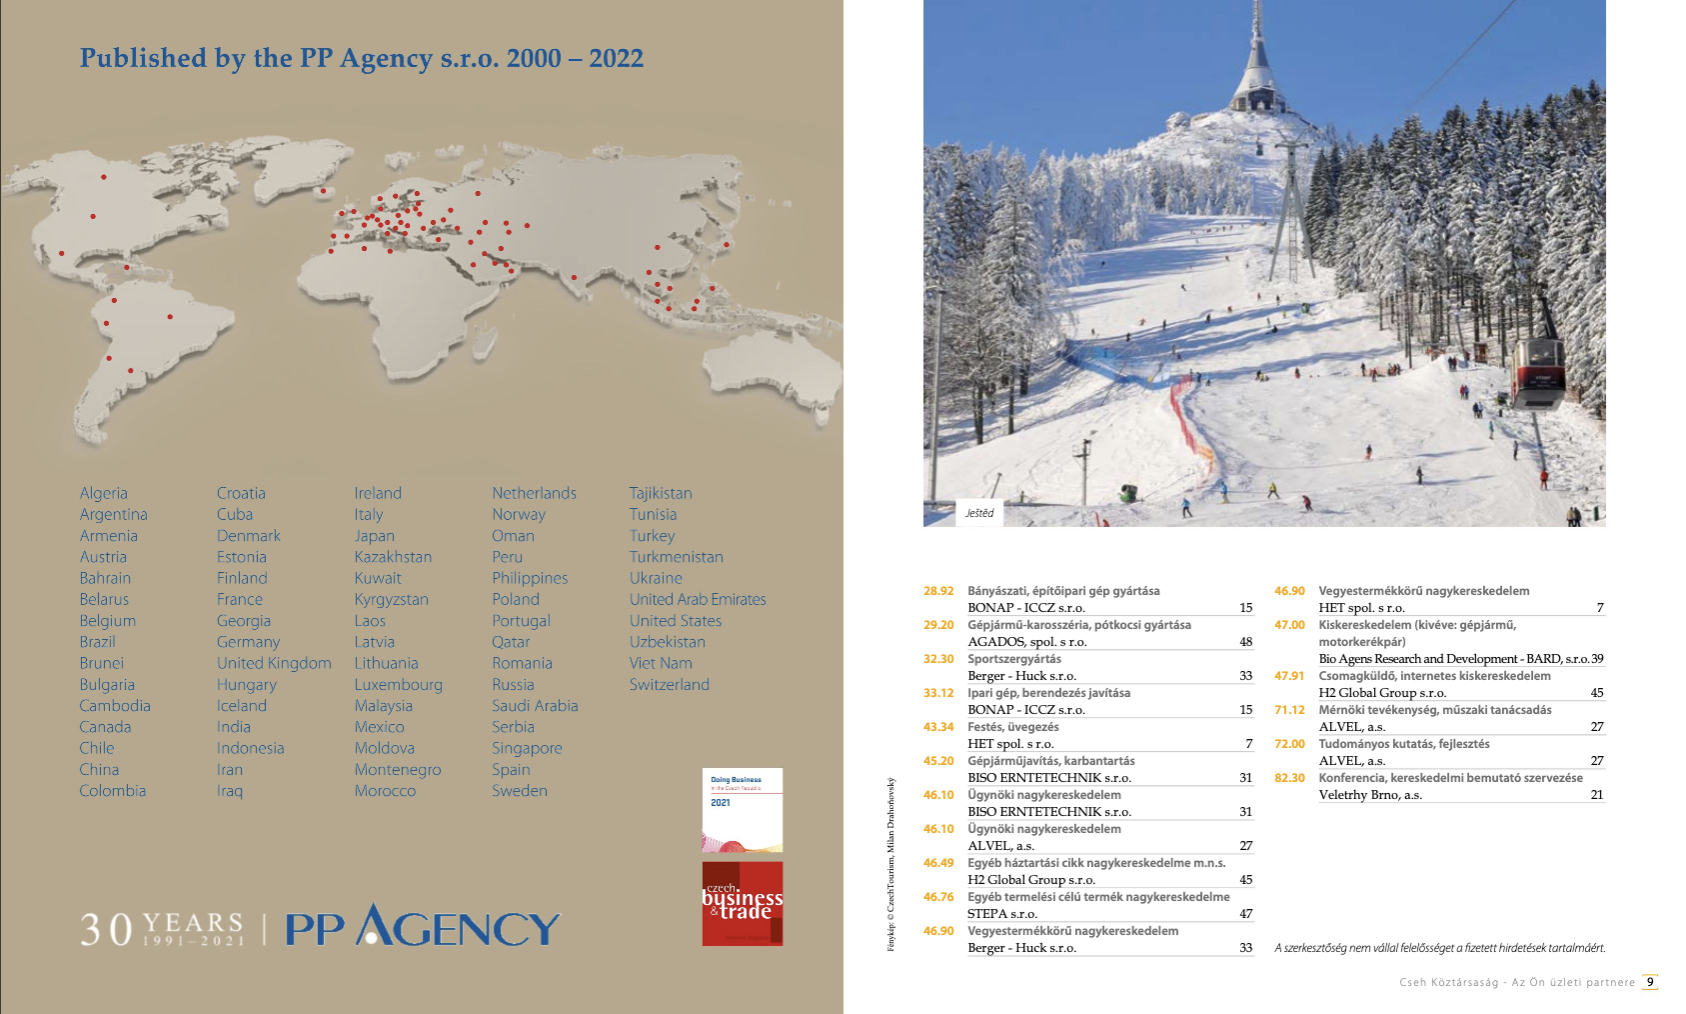 Published by the PP Agency s.r.o. 2000 – 2022
Algeria
Argentina
Armenia
Austria
Bahrain
Belarus
Belgium
Brazil
Brunei
Bulgaria
Cambodia
Canada
Chile
China
Colombia
Croatia
Cuba
Denmark
Estonia
Finland
France
Georgia
Germany
United Kingdom
Hungary
Iceland
India
Indonesia
Iran
Iraq
Ireland
Italy
Japan
Kazakhstan
Kuwait
Kyrgyzstan
Laos
Latvia
Lithuania
Luxembourg
Malaysia
Mexico
Moldova
Montenegro
Morocco
Netherlands
Norway
Oman
Peru
Philippines
Poland
Portugal
Qatar
Romania
Russia
Saudi Arabia
Serbia
Singapore
Spain
Sweden
Tajikistan
Tunisia
Turkey
Turkmenistan
Ukraine
United Arab Emirates
United States
Uzbekistan
Viet Nam
Switzerland
Doing Business
in the Czech Republic
2021
czech
business
& trade
30 YEARS
1991–2021
PP AGENCY
Ještěd
Fénykép: © CzechTourism, Milan Drahoňovský
28.92 Bányászati, építőipari gép gyártása
BONAP - ICCZ s.r.o. 15
29.20 Gépjármű-karosszéria, pótkocsi gyártása
AGADOS, spol. s r.o. 48
32.30 Sportszergyártás
Berger - Huck s.r.o. 33
33.12 Ipari gép, berendezés javítása
BONAP - ICCZ s.r.o. 15
43.34 Festés, üvegezés
HET spol. s r.o. 7
45.20 Gépjárműjavítás, karbantartás
BISO ERNTETECHNIK s.r.o. 31
46.10 Ügynöki nagykereskedelem
BISO ERNTETECHNIK s.r.o. 31
46.10 Ügynöki nagykereskedelem
ALVEL, a.s. 27
46.49 Egyéb háztartási cikk nagykereskedelme m.n.s.
H2 Global Group s.r.o. 45
46.76 Egyéb termelési célú termék nagykereskedelme
STEPA s.r.o. 47
46.90 Vegyestermékkörű nagykereskedelem
Berger - Huck s.r.o. 33
46.90 Vegyestermékkörű nagykereskedelem
HET spol. s r.o. 7
47.00 Kiskereskedelem (kivéve: gépjármű,
motorkerékpár)
Bio Agens Research and Development - BARD, s.r.o. 39
47.91 Csomagküldő, internetes kiskereskedelem
H2 Global Group s.r.o. 45
71.12 Mérnöki tevékenység, műszaki tanácsadás
ALVEL, a.s. 27
72.00 Tudományos kutatás, fejlesztés
ALVEL, a.s. 27
82.30 Konferencia, kereskedelmi bemutató szervezése
Veletrhy Brno, a.s. 21
A szerkesztőség nem vállal felelősséget a fizetett hirdetések tartalmáért.
Cseh Köztársaság - Az Ön üzleti partnere 9